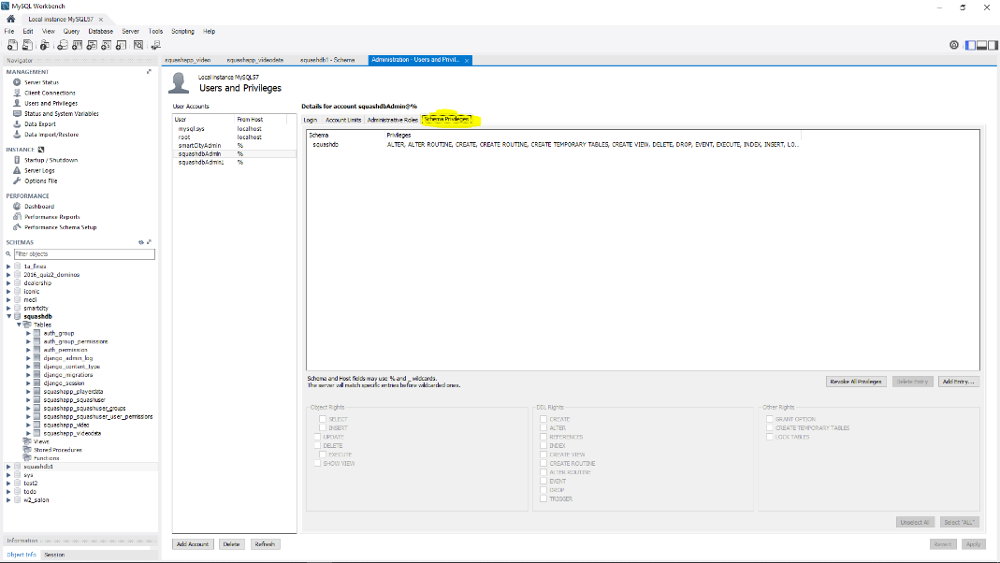 MySQL Workbench
Local instance MySQL57 ×
File Edit View Query Database Server Tools Scripting Help
Navigator
MANAGEMENT
Server Status
Client Connections
Users and Privileges
Status and System Variables
Data Export
Data Import/Restore
INSTANCE
Startup / Shutdown
Server Logs
Options File
PERFORMANCE
Dashboard
Performance Reports
Performance Schema Setup
SCHEMAS
Filter objects
1a_fines
2016_quiz2_dominos
dealership
iconic
medi
smartcity
squashdb
Tables
auth_group
auth_group_permissions
auth_permission
django_admin_log
django_content_type
django_migrations
django_session
squashapp_playerdata
squashapp_squashuser
squashapp_squashuser_groups
squashapp_squashuser_user_permissions
squashapp_video
squashapp_videodata
Views
Stored Procedures
Functions
squashdb1
sys
test2
todo
w2_salon
Information
Object Info Session
squashapp_video squashapp_videodata squashdb1 - Schema Administration - Users and Privil... ×
Local instance MySQL57
Users and Privileges
User Accounts
User From Host
mysql.sys localhost
root localhost
smartCityAdmin %
squashdbAdmin %
squashdbAdmin1 %
Add Account Delete Refresh
Details for account squashdbAdmin@%
Login Account Limits Administrative Roles Schema Privileges
Schema Privileges
squashdb ALTER, ALTER ROUTINE, CREATE, CREATE ROUTINE, CREATE TEMPORARY TABLES, CREATE VIEW, DELETE, DROP, EVENT, EXECUTE, INDEX, INSERT, LO...
Schema and Host fields may use % and _ wildcards.
The server will match specific entries before wildcarded ones.
Revoke All Privileges Delete Entry Add Entry...
Object Rights
SELECT
INSERT
UPDATE
DELETE
EXECUTE
SHOW VIEW
DDL Rights
CREATE
ALTER
REFERENCES
INDEX
CREATE VIEW
CREATE ROUTINE
ALTER ROUTINE
EVENT
DROP
TRIGGER
Other Rights
GRANT OPTION
CREATE TEMPORARY TABLES
LOCK TABLES
Unselect All Select "ALL"
Revert Apply